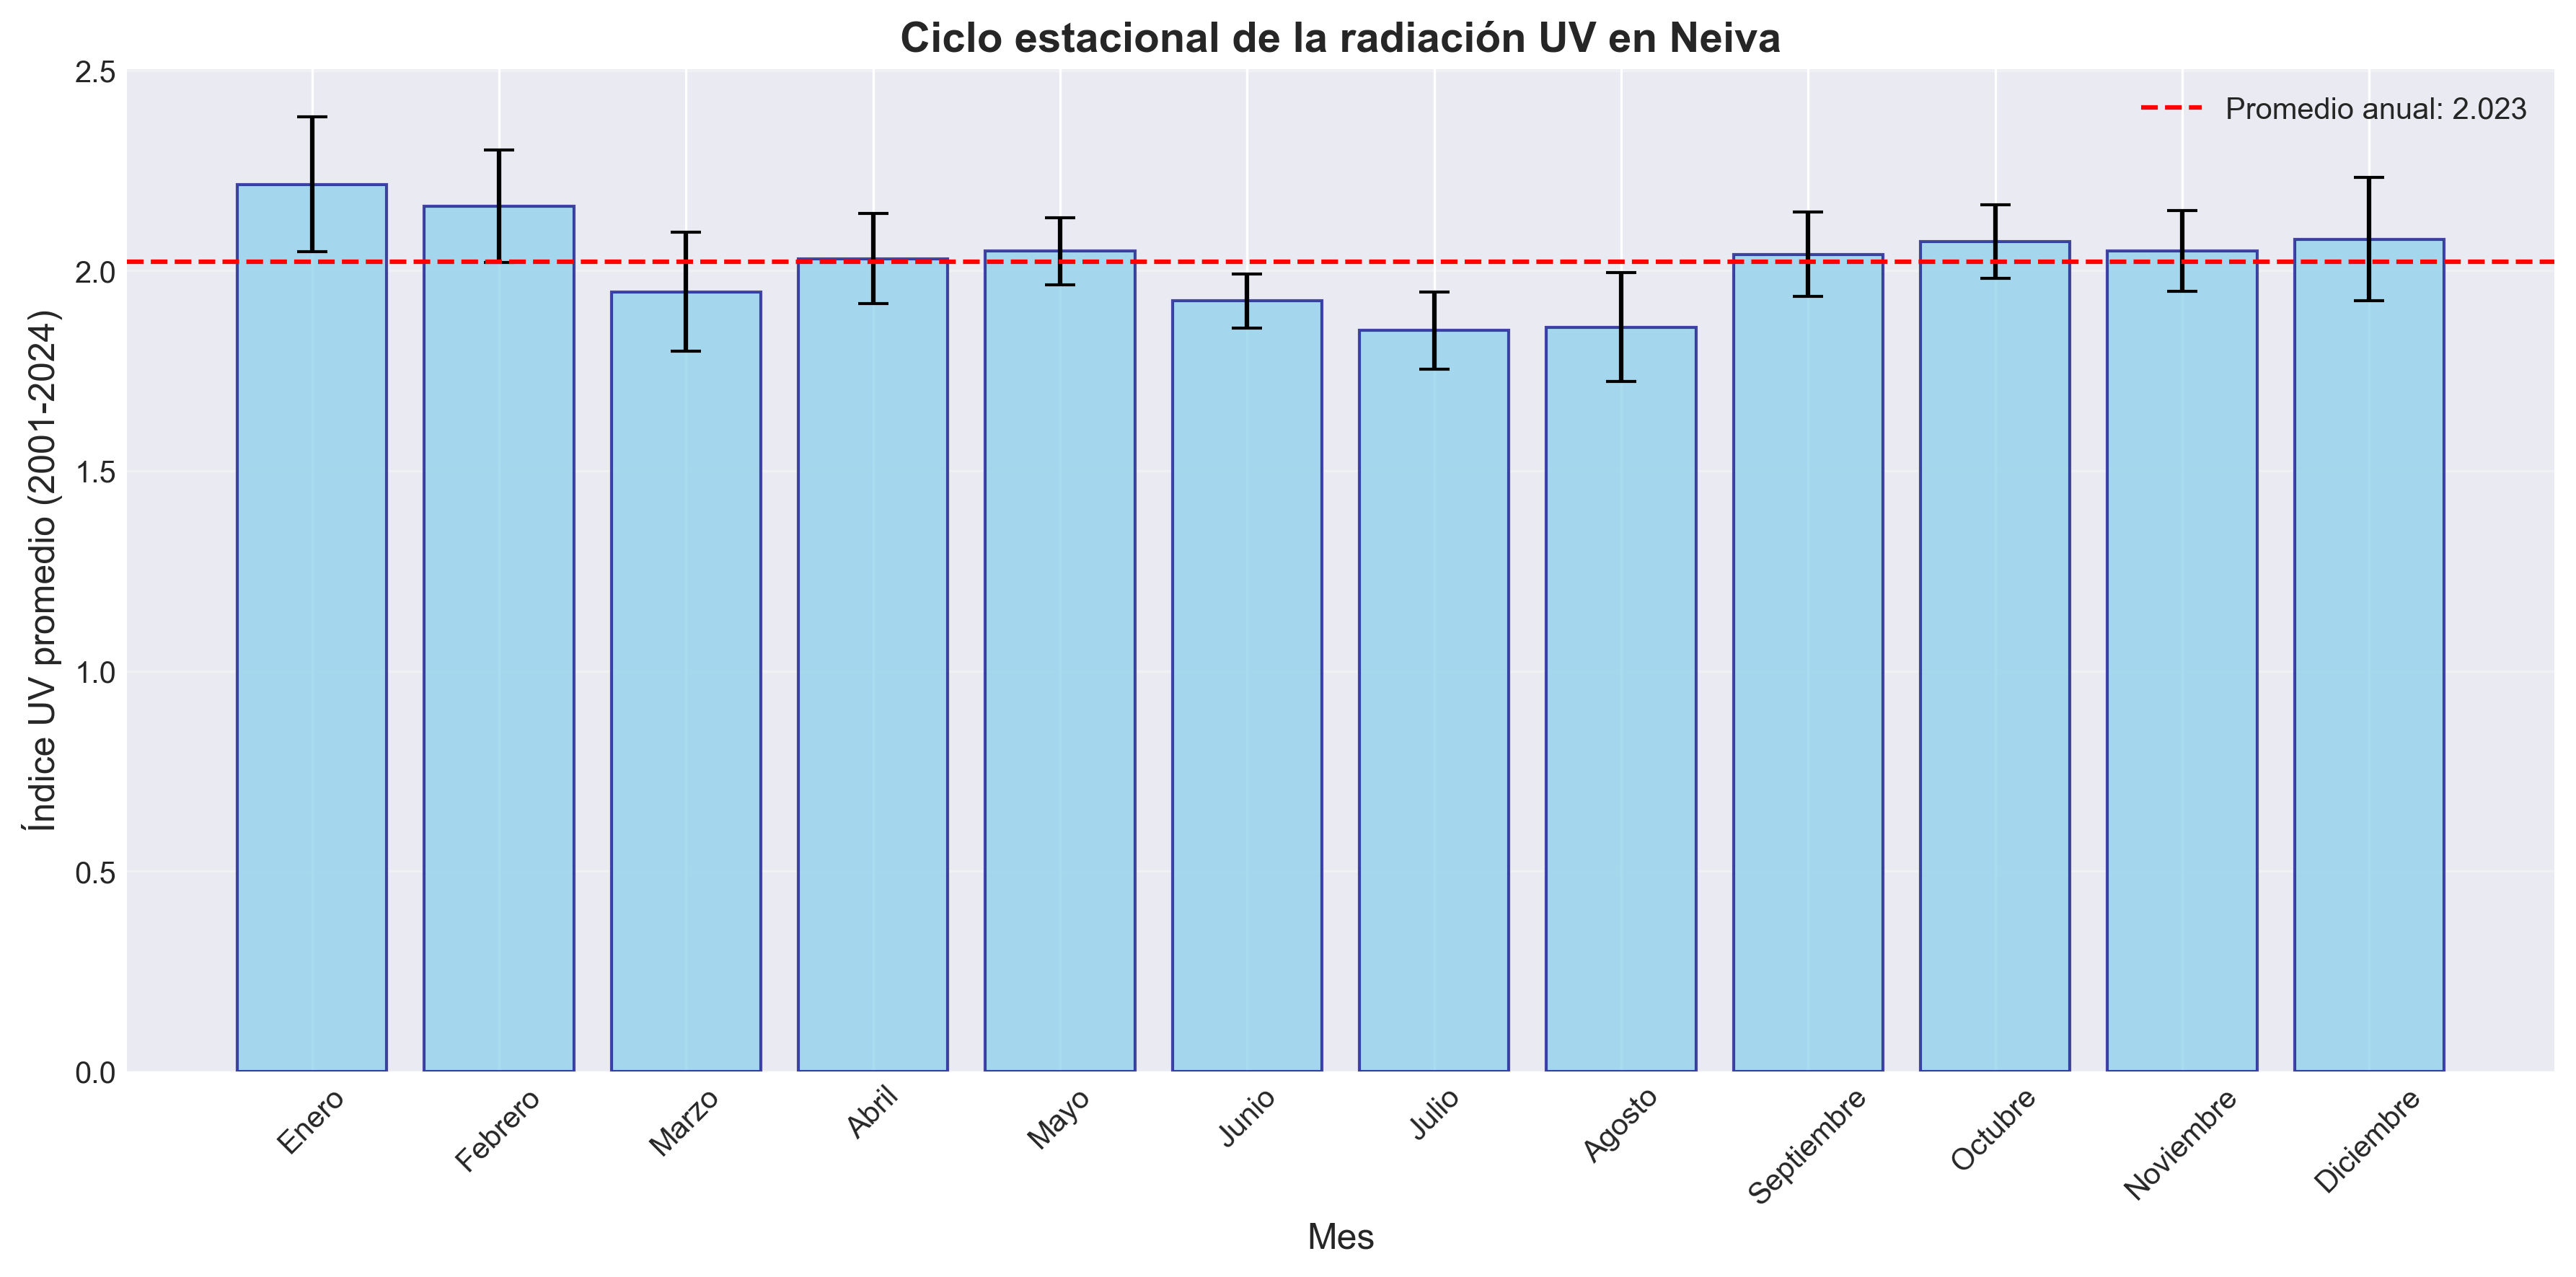 Ciclo estacional de la radiación UV en Neiva
Promedio anual: 2.023
Índice UV promedio (2001-2024)
2.5
2.0
1.5
1.0
0.5
0.0
Enero
Febrero
Marzo
Abril
Mayo
Junio
Julio
Agosto
Septiembre
Octubre
Noviembre
Diciembre
Mes